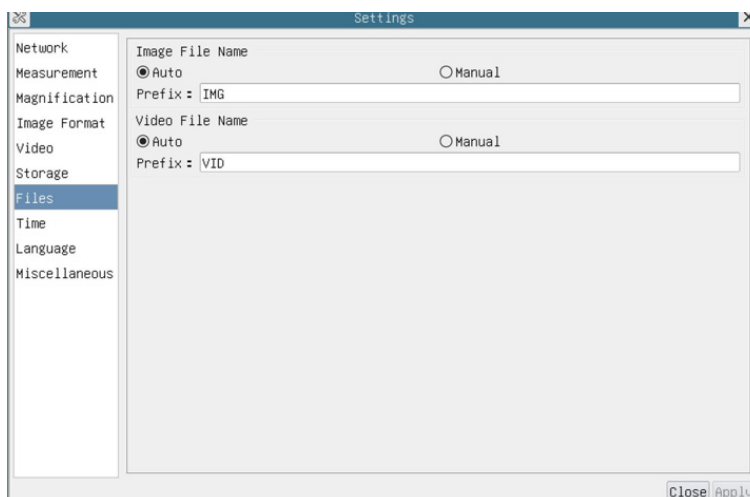 Settings
Network
Measurement
Magnification
Image Format
Video
Storage
Files
Time
Language
Miscellaneous
Image File Name
Auto
Manual
Prefix: IMG
Video File Name
Auto
Manual
Prefix: VID
Close
Apply